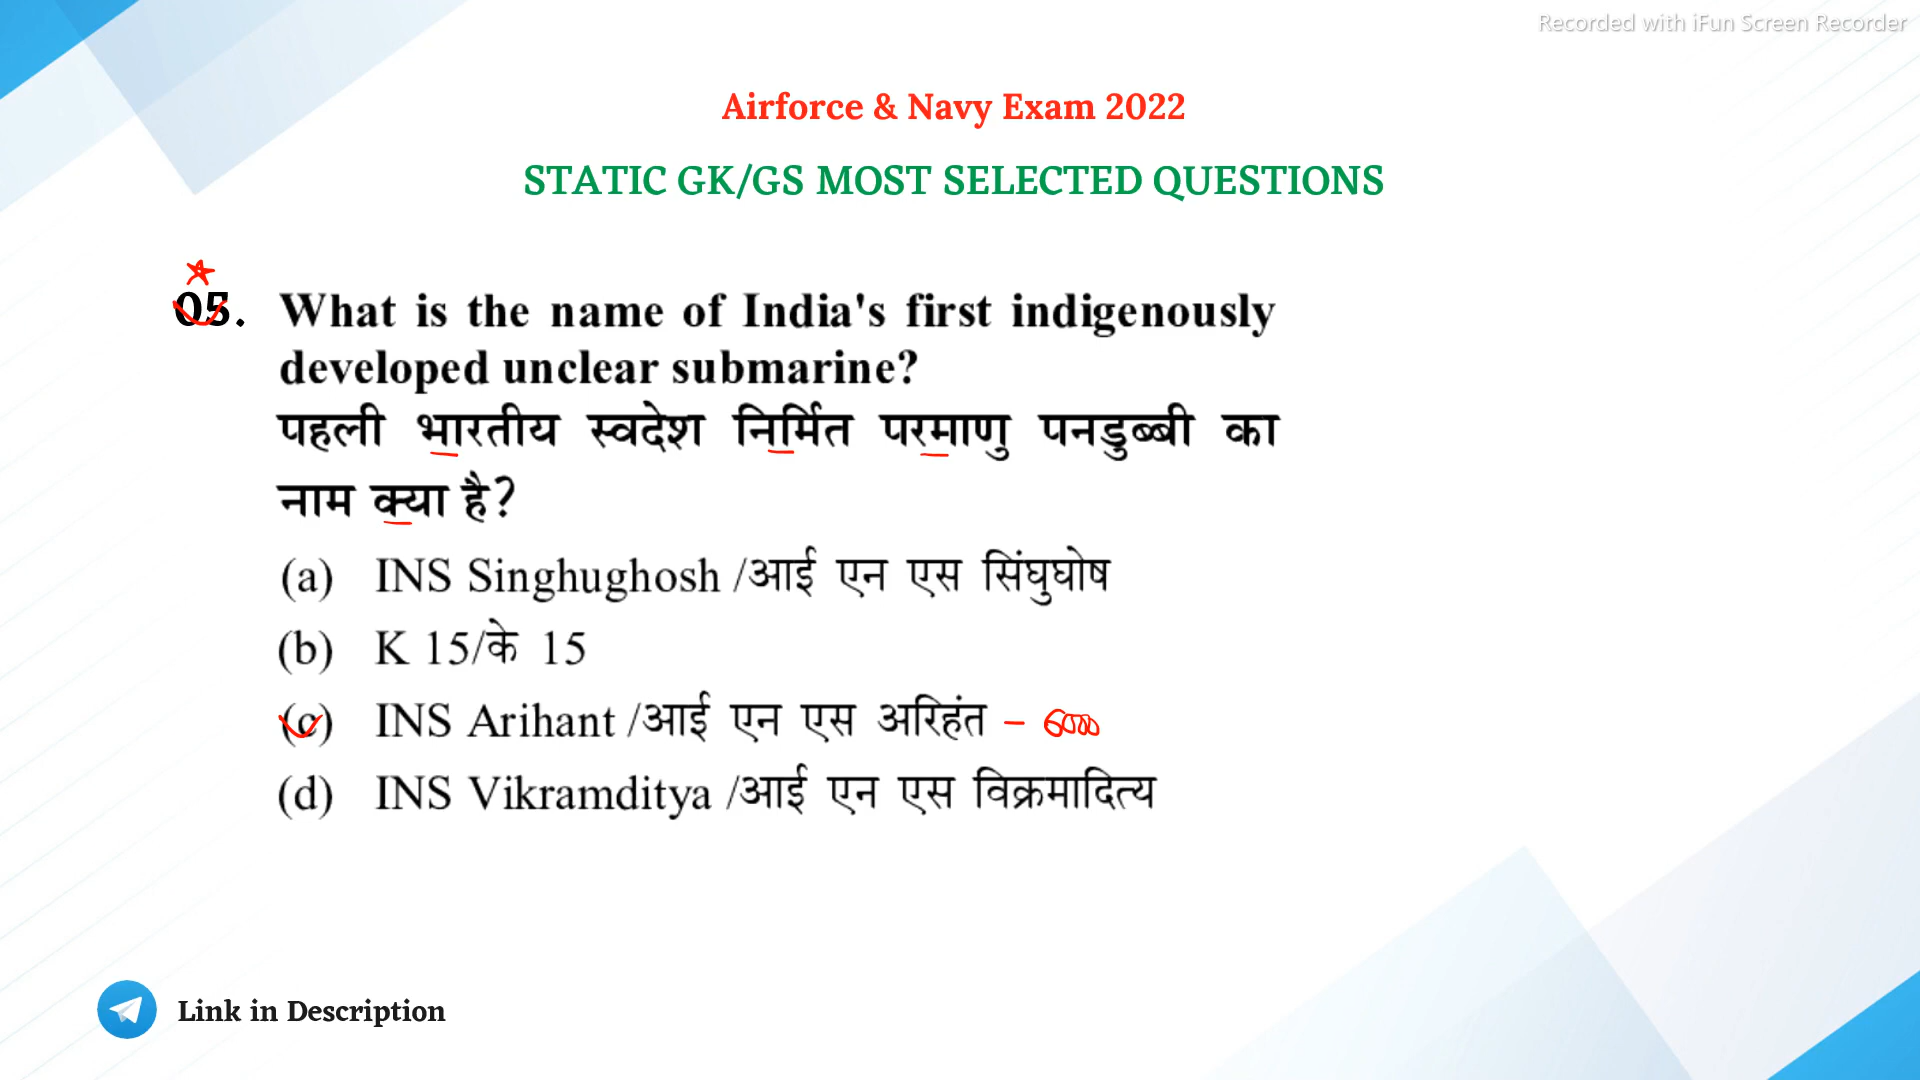 Recorded with iFun Screen Recorder
Airforce & Navy Exam 2022
STATIC GK/GS MOST SELECTED QUESTIONS
05. What is the name of India's first indigenously
developed unclear submarine?
पहली भारतीय स्वदेश निर्मित परमाणु पनडुब्बी का
नाम क्या है?
(a) INS Singhughosh /आई एन एस सिंघुघोष
(b) K 15/के 15
(c) INS Arihant /आई एन एस अरिहंत - 6000
(d) INS Vikramditya /आई एन एस विक्रमादित्य
Link in Description